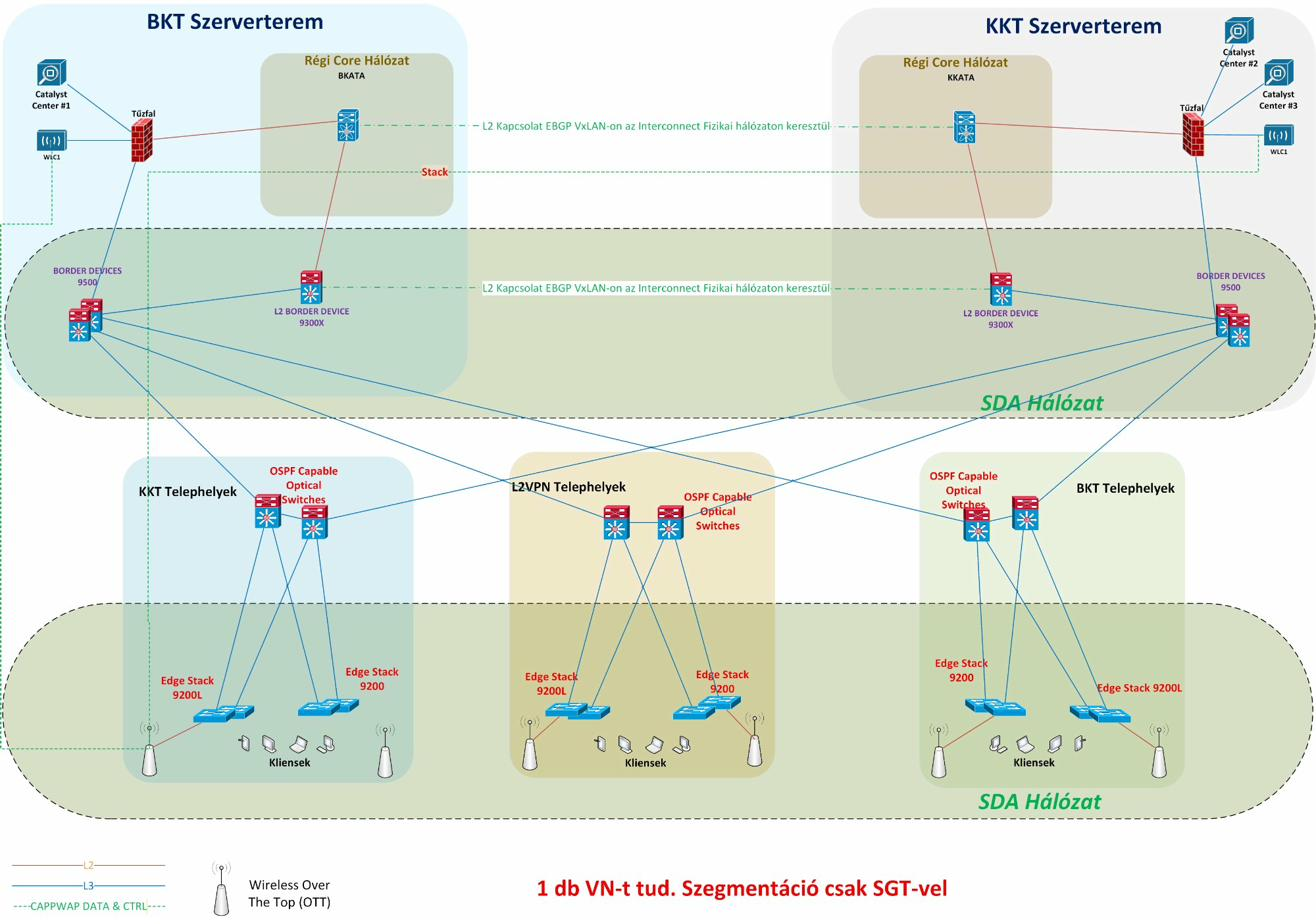 BKT Szerverterem
KKT Szerverterem
Régi Core Hálózat
BKATA
Régi Core Hálózat
KKATA
Catalyst
Center #1
Catalyst
Center #2
Catalyst
Center #3
Tűzfal
Tűzfal
WLC1
WLC1
L2 Kapcsolat EBGP VxLAN-on az Interconnect Fizikai hálózaton keresztül
Stack
BORDER DEVICES
9500
BORDER DEVICES
9500
L2 Kapcsolat EBGP VxLAN-on az Interconnect Fizikai hálózaton keresztül
L2 BORDER DEVICE
9300X
L2 BORDER DEVICE
9300X
SDA Hálózat
KKT Telephelyek
OSPF Capable
Optical
Switches
L2VPN Telephelyek
OSPF Capable
Optical
Switches
OSPF Capable
Optical
Switches
BKT Telephelyek
Edge Stack
9200L
Edge Stack
9200
Edge Stack
9200L
Edge Stack
9200
Edge Stack
9200
Edge Stack 9200L
Kliensek
Kliensek
Kliensek
SDA Hálózat
L2
L3
CAPPWAP DATA & CTRL
Wireless Over
The Top (OTT)
1 db VN-t tud. Szegmentáció csak SGT-vel